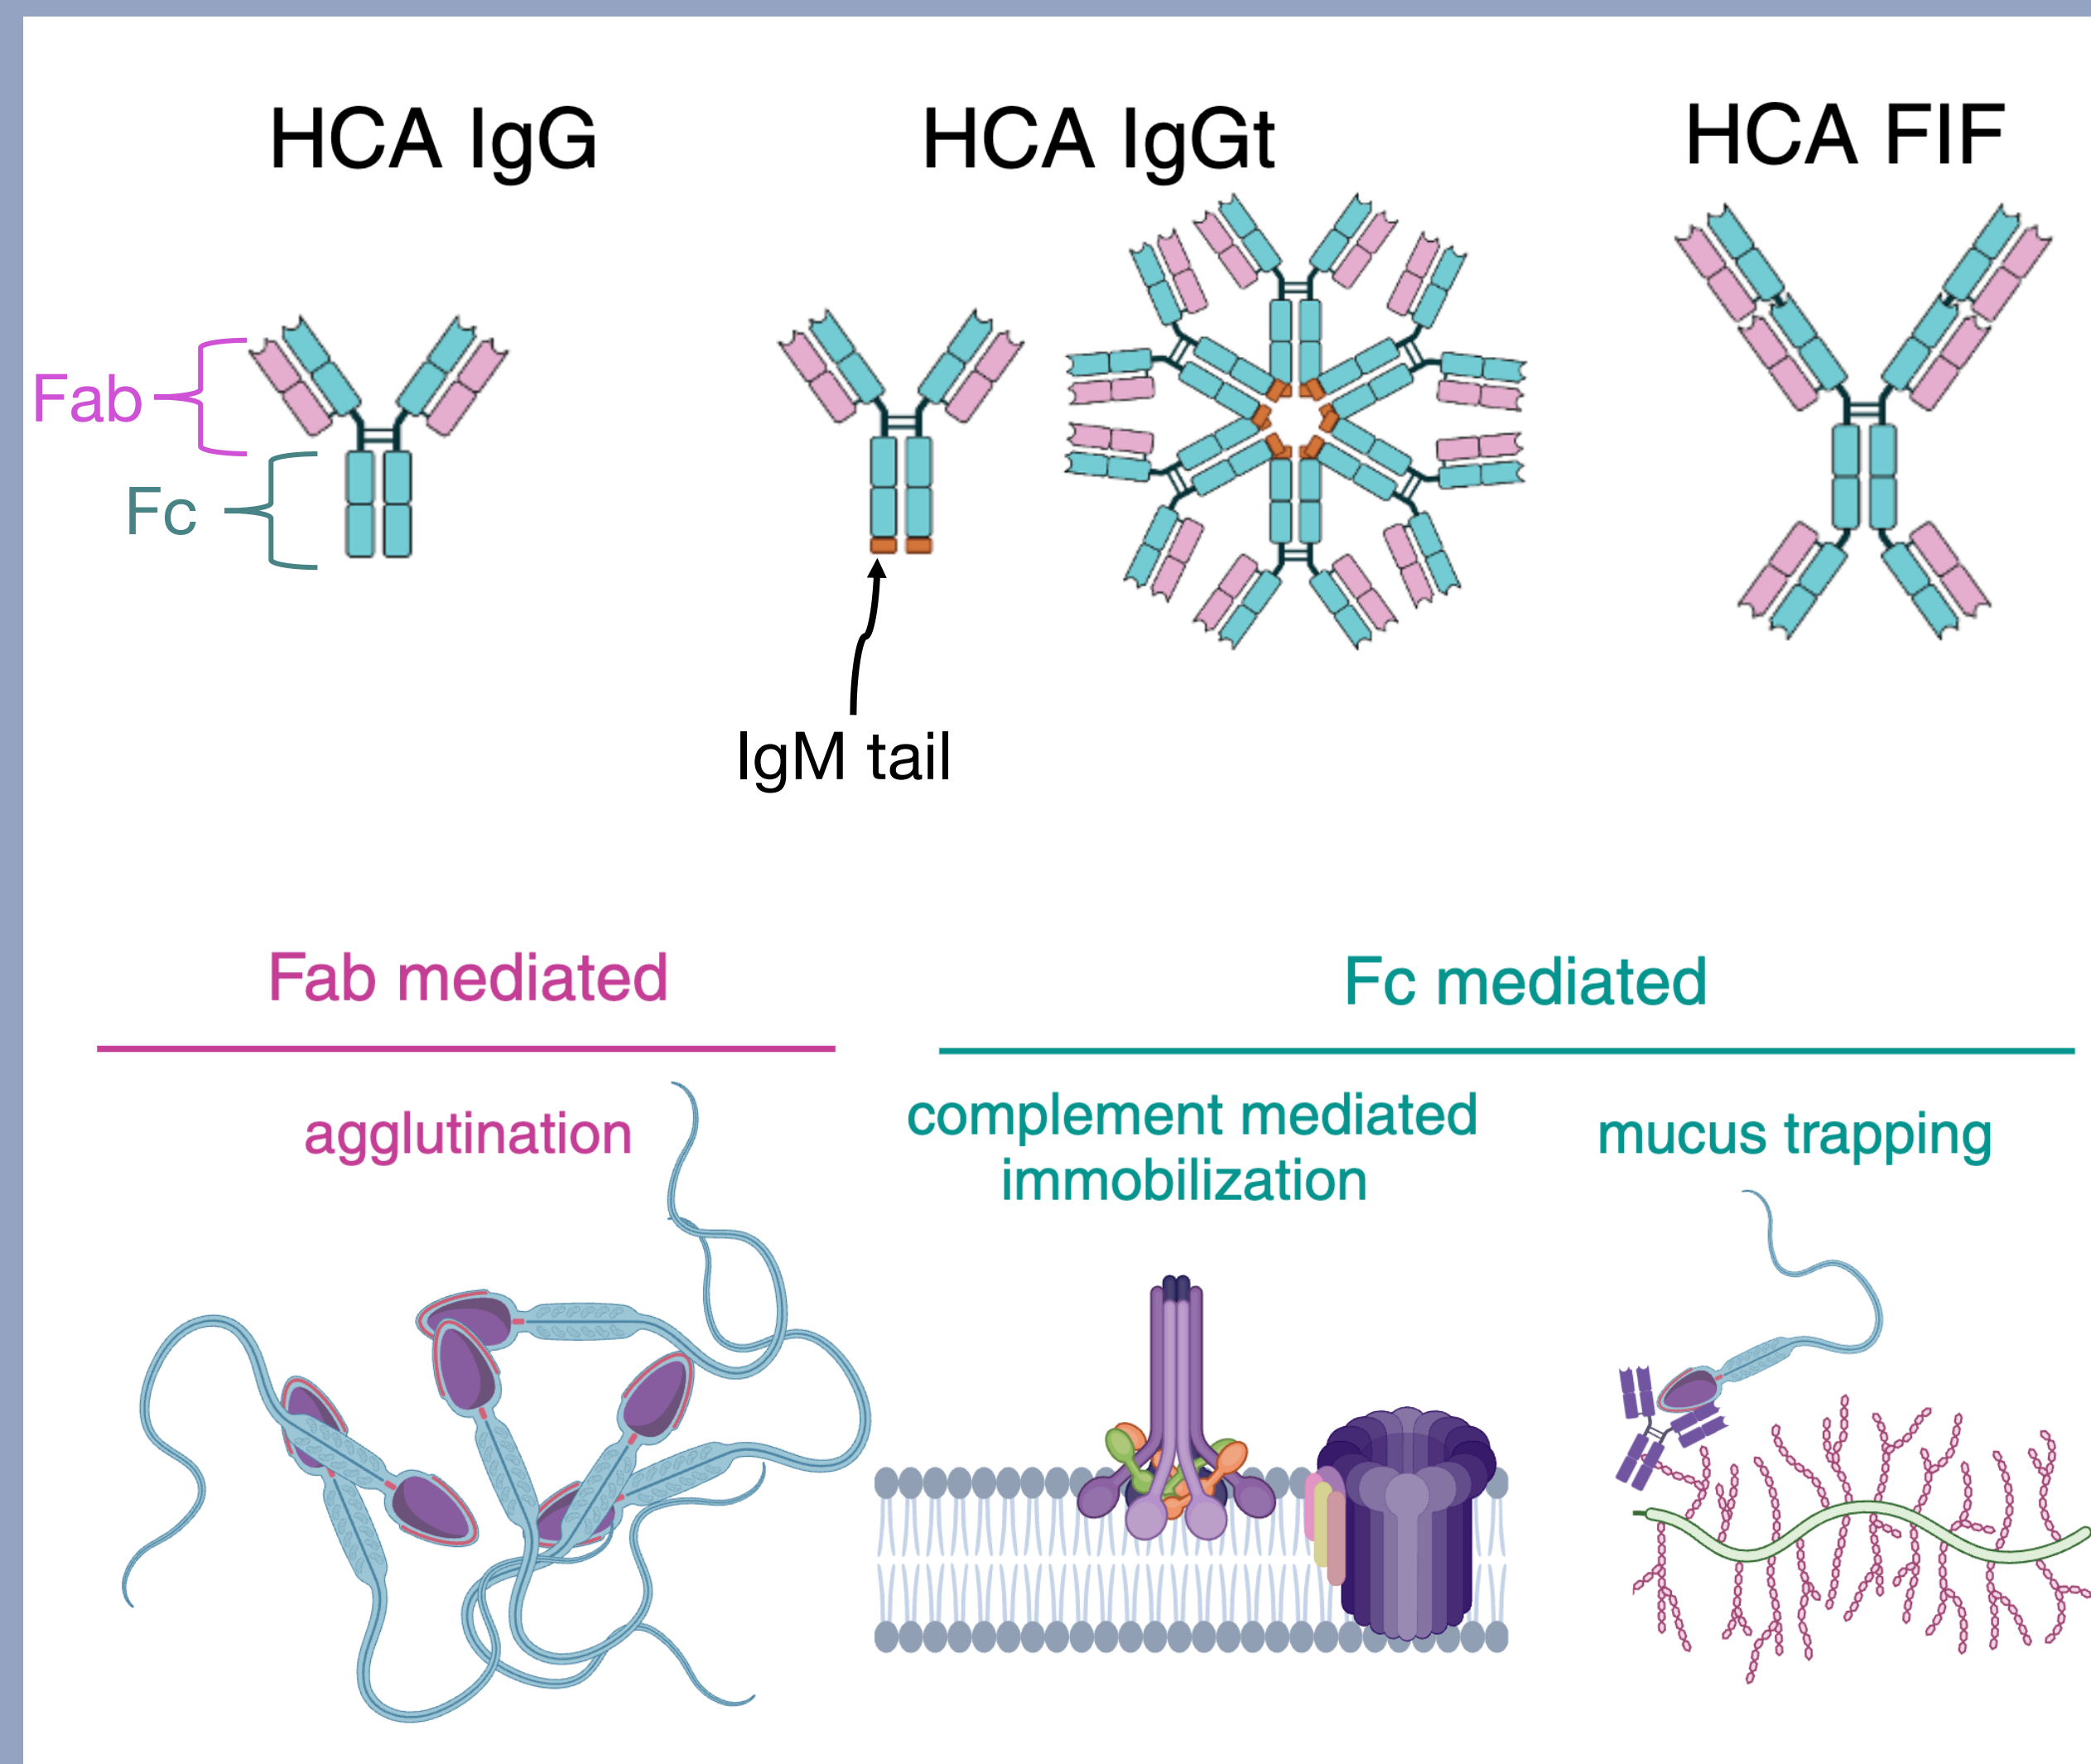 HCA IgG
HCA IgGt
HCA FIF
Fab
Fc
IgM tail
Fab mediated
Fc mediated
agglutination
complement mediated
immobilization
mucus trapping